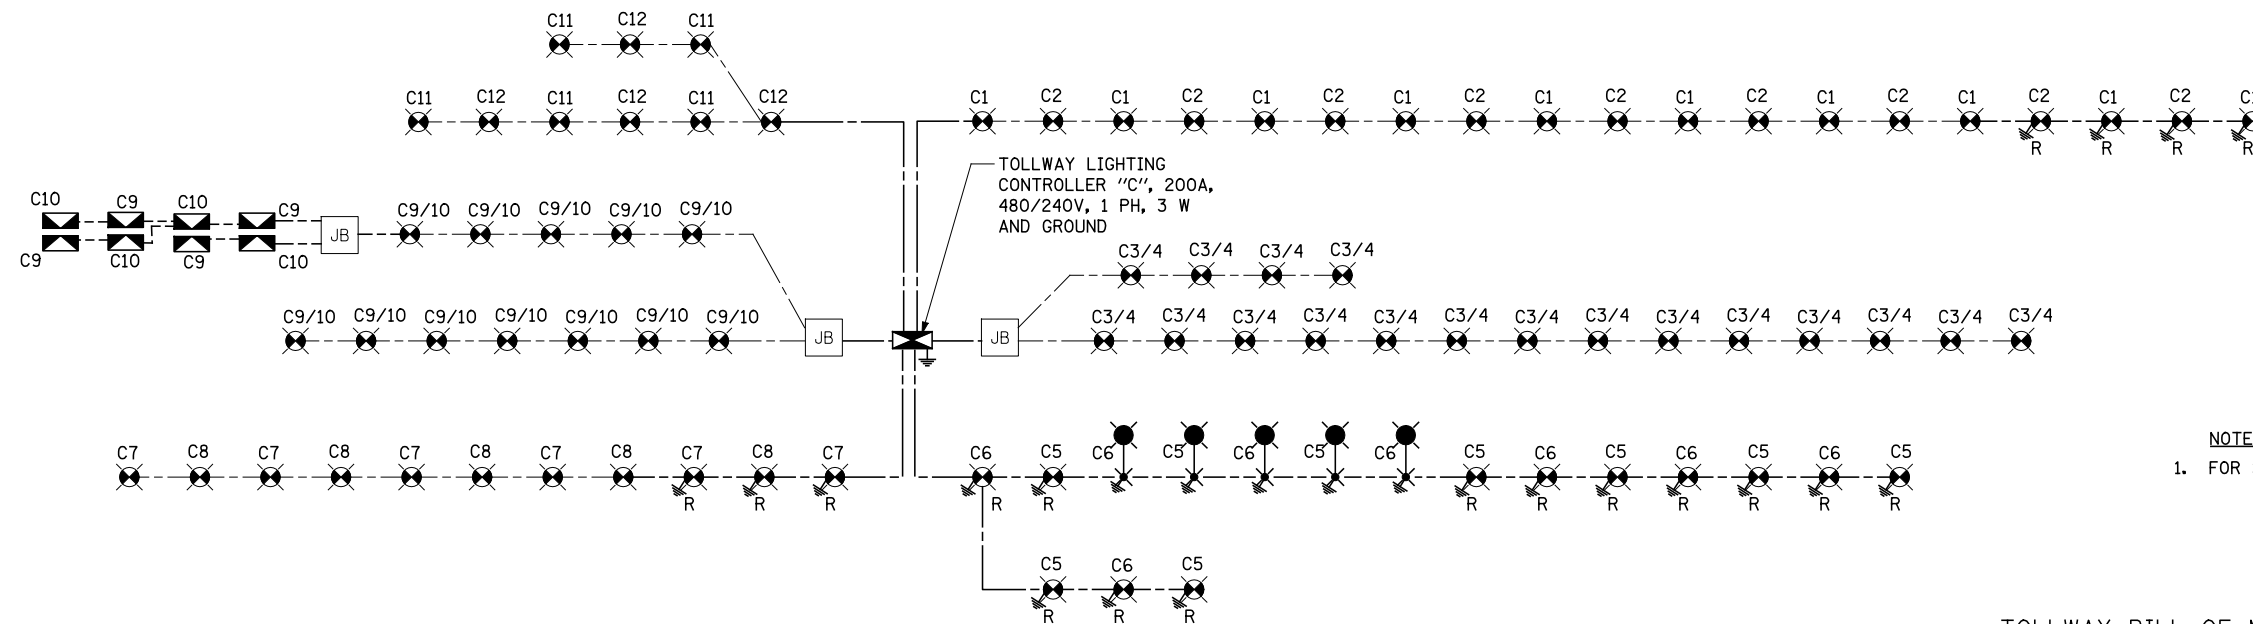 C11 C12 C11
C11 C12 C11 C12 C11 C12
C1 C2 C1 C2 C1 C2 C1 C2 C1 C2 C1 C2 C1 C2 C1 C2 C1 C2
R R R R
TOLLWAY LIGHTING
CONTROLLER "C", 200A,
480/240V, 1 PH, 3 W
AND GROUND
C10 C9 C10 C9
JB
C9 C10 C9 C10
C9/10 C9/10 C9/10 C9/10 C9/10
C3/4 C3/4 C3/4 C3/4
C9/10 C9/10 C9/10 C9/10 C9/10 C9/10 C9/10
JB
JB
C3/4 C3/4 C3/4 C3/4 C3/4 C3/4 C3/4 C3/4 C3/4 C3/4 C3/4 C3/4 C3/4 C3/4
NOTE
1. FOR
C7 C8 C7 C8 C7 C8 C7 C8 C7 C8 C7
R R R
C6 C5 C6 C5 C6 C5 C6 C5 C6 C5 C6 C5 C6 C5
R R R R R R R R R
C5 C6 C5
R R R
TOLLWAY BILL OF